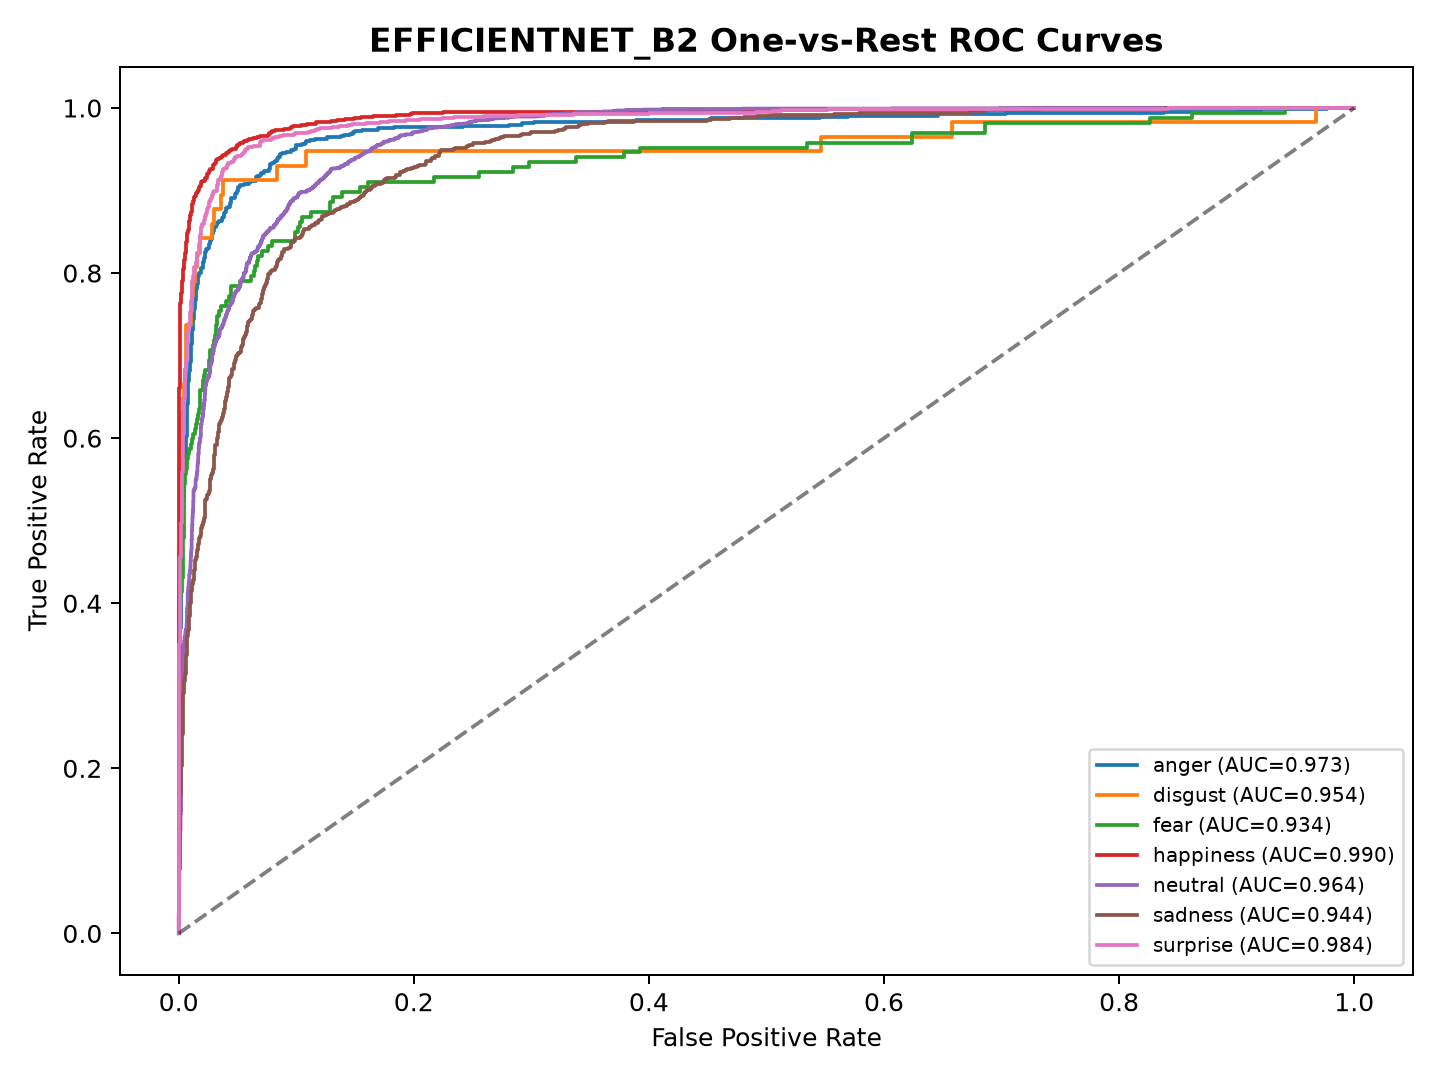 EFFICIENTNET_B2 One-vs-Rest ROC Curves
True Positive Rate
1.0
0.8
0.6
0.4
0.2
0.0
anger (AUC=0.973)
disgust (AUC=0.954)
fear (AUC=0.934)
happiness (AUC=0.990)
neutral (AUC=0.964)
sadness (AUC=0.944)
surprise (AUC=0.984)
0.0 0.2 0.4 0.6 0.8 1.0
False Positive Rate